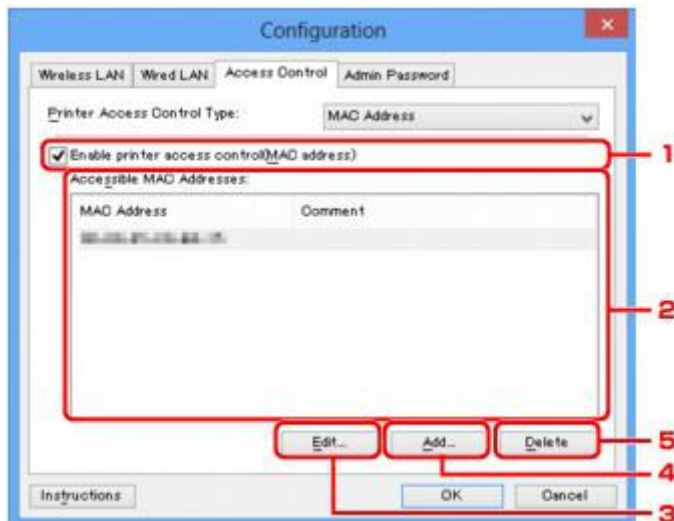 Configuration
Wireless LAN Wired LAN Access Control Admin Password
Printer Access Control Type: MAC Address
Enable printer access control(MAC address) 1
Accessible MAC Addresses:
MAC Address Comment
2
Edit... Add... Delete 5
4
Instructions OK Cancel
3